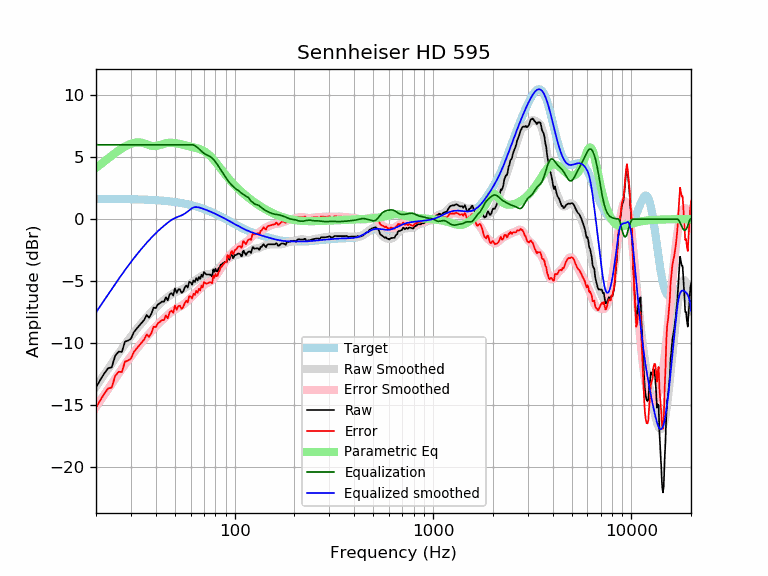 Sennheiser HD 595
Amplitude (dBr)
10
5
0
−5
−10
−15
−20
Target
Raw Smoothed
Error Smoothed
Raw
Error
Parametric Eq
Equalization
Equalized smoothed
100 1000 10000
Frequency (Hz)